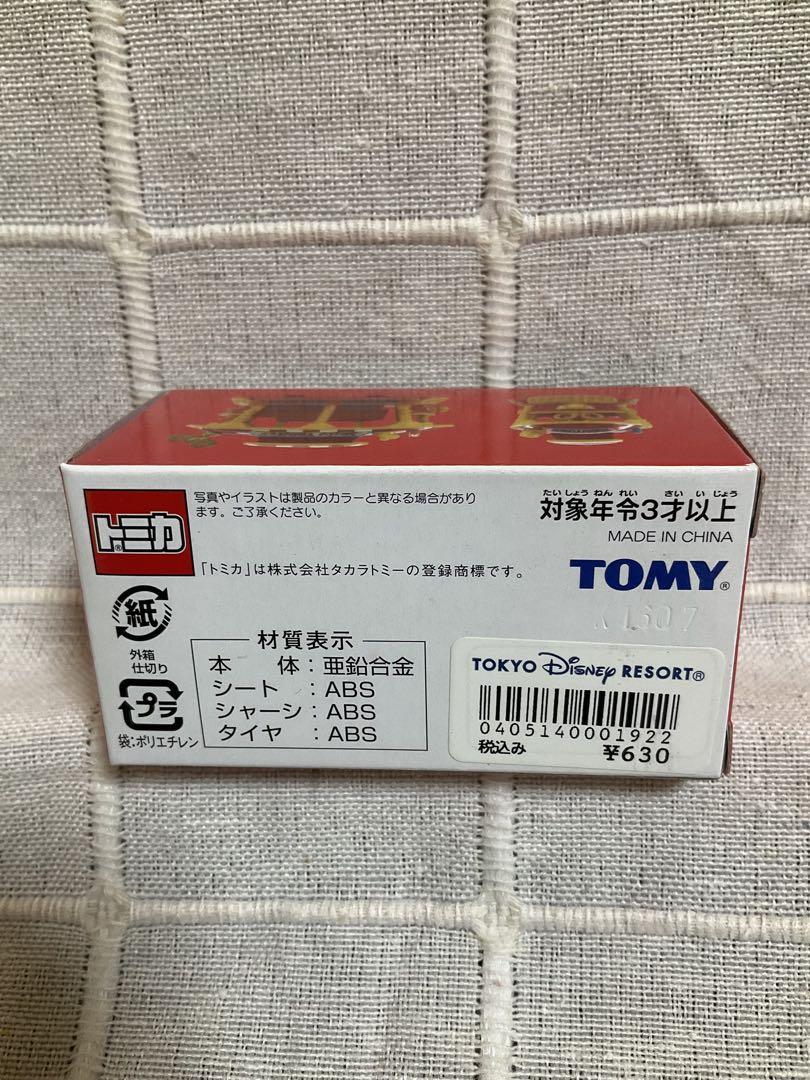 トミカ®
写真やイラストは製品のカラーと異なる場合があり
ます。ご了承ください。
「トミカ」は株式会社タカラトミーの登録商標です。
たいしょうねんれい さいいじょう
対象年令3才以上
MADE IN CHINA
TOMY®
紙
外箱
仕切り
プラ
袋:ポリエチレン
材質表示
本　体:亜鉛合金
シート:ABS
シャーシ:ABS
タイヤ:ABS
TOKYO Disney RESORT®
0405140001922
税込み ¥630